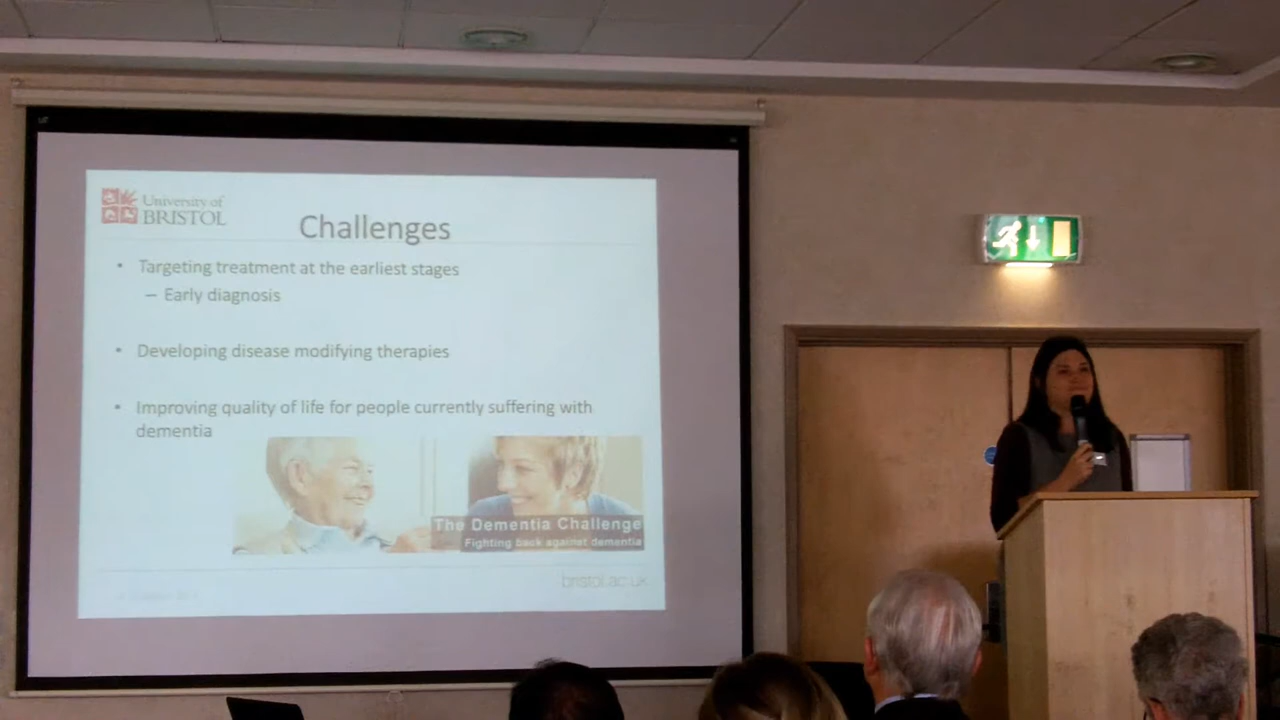 University of
BRISTOL
Challenges
• Targeting treatment at the earliest stages
– Early diagnosis
• Developing disease modifying therapies
• Improving quality of life for people currently suffering with
dementia
The Dementia Challenge
Fighting back against dementia
bristol.ac.uk